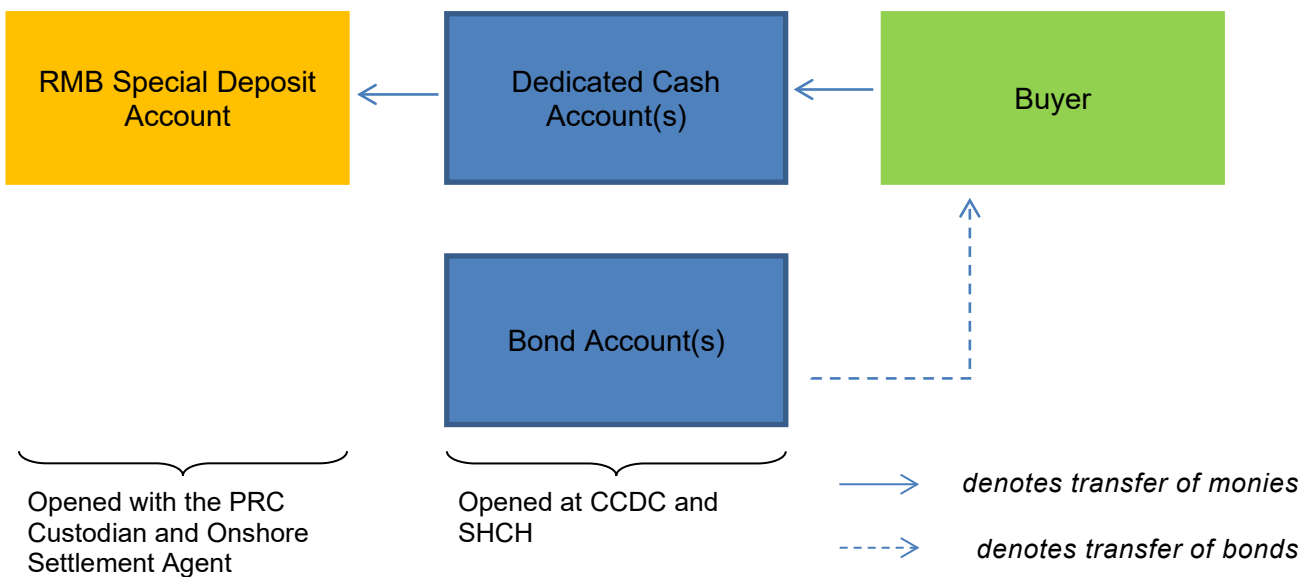 RMB Special Deposit
Account
Dedicated Cash
Account(s)
Buyer
Bond Account(s)
Opened with the PRC
Custodian and Onshore
Settlement Agent
Opened at CCDC and
SHCH
denotes transfer of monies
denotes transfer of bonds